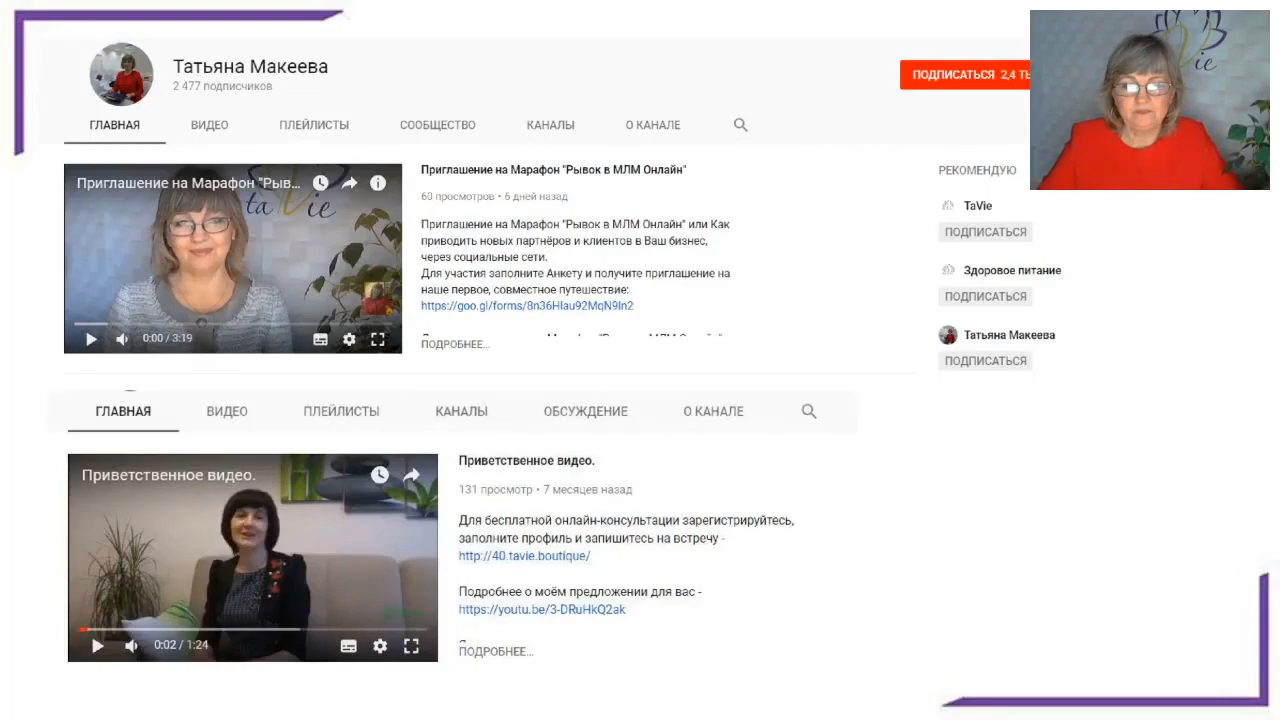 Татьяна Макеева
2 477 подписчиков
ПОДПИСАТЬСЯ 2,4
ГЛАВНАЯ ВИДЕО ПЛЕЙЛИСТЫ СООБЩЕСТВО КАНАЛЫ О КАНАЛЕ
Приглашение на Марафон "Рыв...
ta Vie
0:00 / 3:19
Приглашение на Марафон "Рывок в МЛМ Онлайн"
60 просмотров • 6 дней назад
Приглашение на Марафон "Рывок в МЛМ Онлайн" или Как
приводить новых партнёров и клиентов в Ваш бизнес,
через социальные сети.
Для участия заполните Анкету и получите приглашение на
наше первое, совместное путешествие:
https://goo.gl/forms/8n36HIau92MqN9In2
ПОДРОБНЕЕ...
РЕКОМЕНДУЮ
TaVie
ПОДПИСАТЬСЯ
Здоровое питание
ПОДПИСАТЬСЯ
Татьяна Макеева
ПОДПИСАТЬСЯ
Vie
ГЛАВНАЯ ВИДЕО ПЛЕЙЛИСТЫ КАНАЛЫ ОБСУЖДЕНИЕ О КАНАЛЕ
Приветственное видео.
0:02 / 1:24
Приветственное видео.
131 просмотр • 7 месяцев назад
Для бесплатной онлайн-консультации зарегистрируйтесь,
заполните профиль и запишитесь на встречу -
http://40.tavie.boutique/
Подробнее о моём предложении для вас -
https://youtu.be/3-DRuHkQ2ak
ПОДРОБНЕЕ...